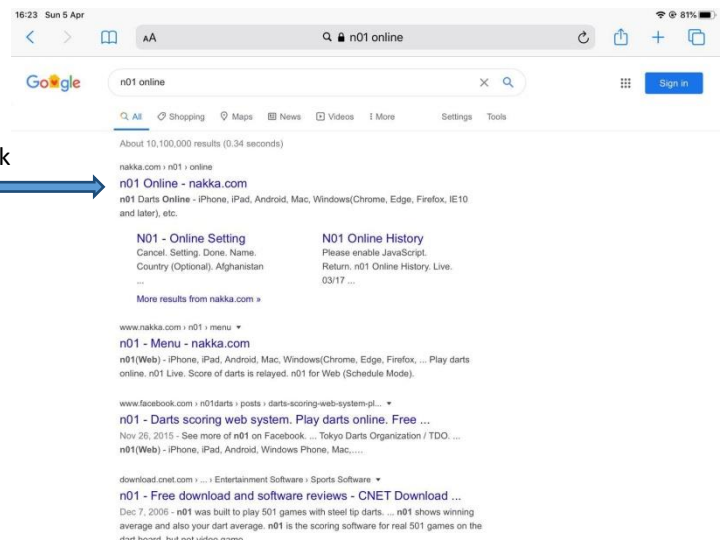 16:23 Sun 5 Apr
81%
AA
n01 online
Google
n01 online
Sign in
All
Shopping
Maps
News
Videos
More
Settings
Tools
About 10,100,000 results (0.34 seconds)
k
nakka.com › n01 › online
n01 Online - nakka.com
n01 Darts Online - iPhone, iPad, Android, Mac, Windows(Chrome, Edge, Firefox, IE10
and later), etc.
N01 - Online Setting
Cancel. Setting. Done. Name.
Country (Optional). Afghanistan
...
N01 Online History
Please enable JavaScript.
Return. n01 Online History. Live.
03/17 ...
More results from nakka.com »
www.nakka.com › n01 › menu
n01 - Menu - nakka.com
n01(Web) - iPhone, iPad, Android, Mac, Windows(Chrome, Edge, Firefox, ... Play darts
online. n01 Live. Score of darts is relayed. n01 for Web (Schedule Mode).
www.facebook.com › n01darts › posts › darts-scoring-web-system-pl...
n01 - Darts scoring web system. Play darts online. Free ...
Nov 26, 2015 - See more of n01 on Facebook. ... Tokyo Darts Organization / TDO. ...
n01(Web) - iPhone, iPad, Android, Windows Phone, Mac,....
download.cnet.com › ... › Entertainment Software › Sports Software
n01 - Free download and software reviews - CNET Download ...
Dec 7, 2006 - n01 was built to play 501 games with steel tip darts. ... n01 shows winning
average and also your dart average. n01 is the scoring software for real 501 games on the
dart board, but not video game.